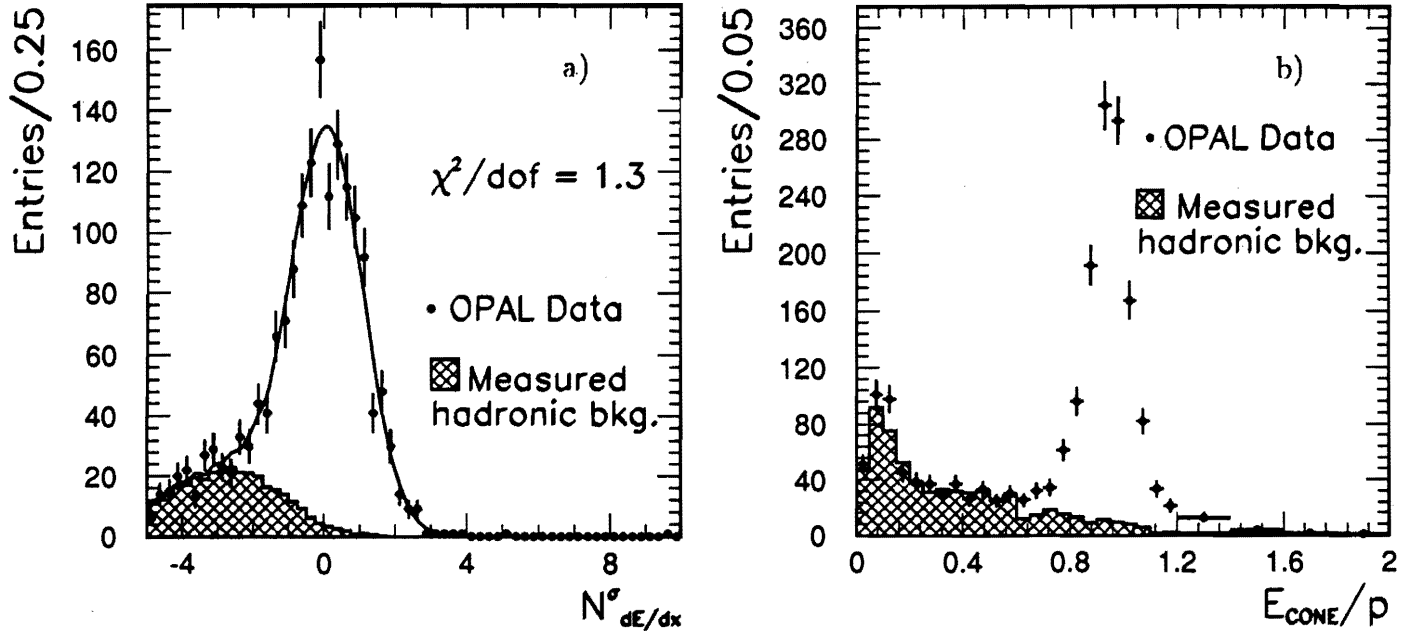 Entries/0.25
160
140
120
100
80
60
40
20
0
a)
χ²/dof = 1.3
OPAL Data
Measured
hadronic bkg.
-4 0 4 8
N^σ_dE/dx
Entries/0.05
360
320
280
240
200
160
120
80
40
0
b)
OPAL Data
Measured
hadronic bkg.
0 0.4 0.8 1.2 1.6 2
E_CONE/p